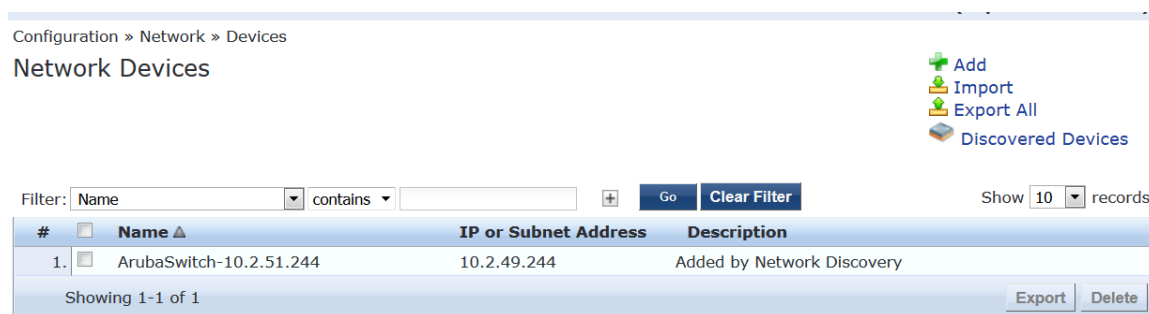 Configuration » Network » Devices
Network Devices
Add
Import
Export All
Discovered Devices
Filter: Name contains + Go Clear Filter Show 10 records
# Name IP or Subnet Address Description
1. ArubaSwitch-10.2.51.244 10.2.49.244 Added by Network Discovery
Showing 1-1 of 1 Export Delete